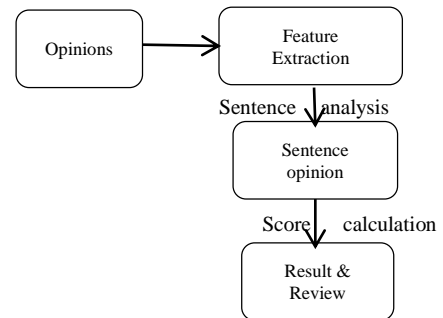 Opinions
Feature
Extraction
Sentence analysis
Sentence
opinion
Score calculation
Result &
Review